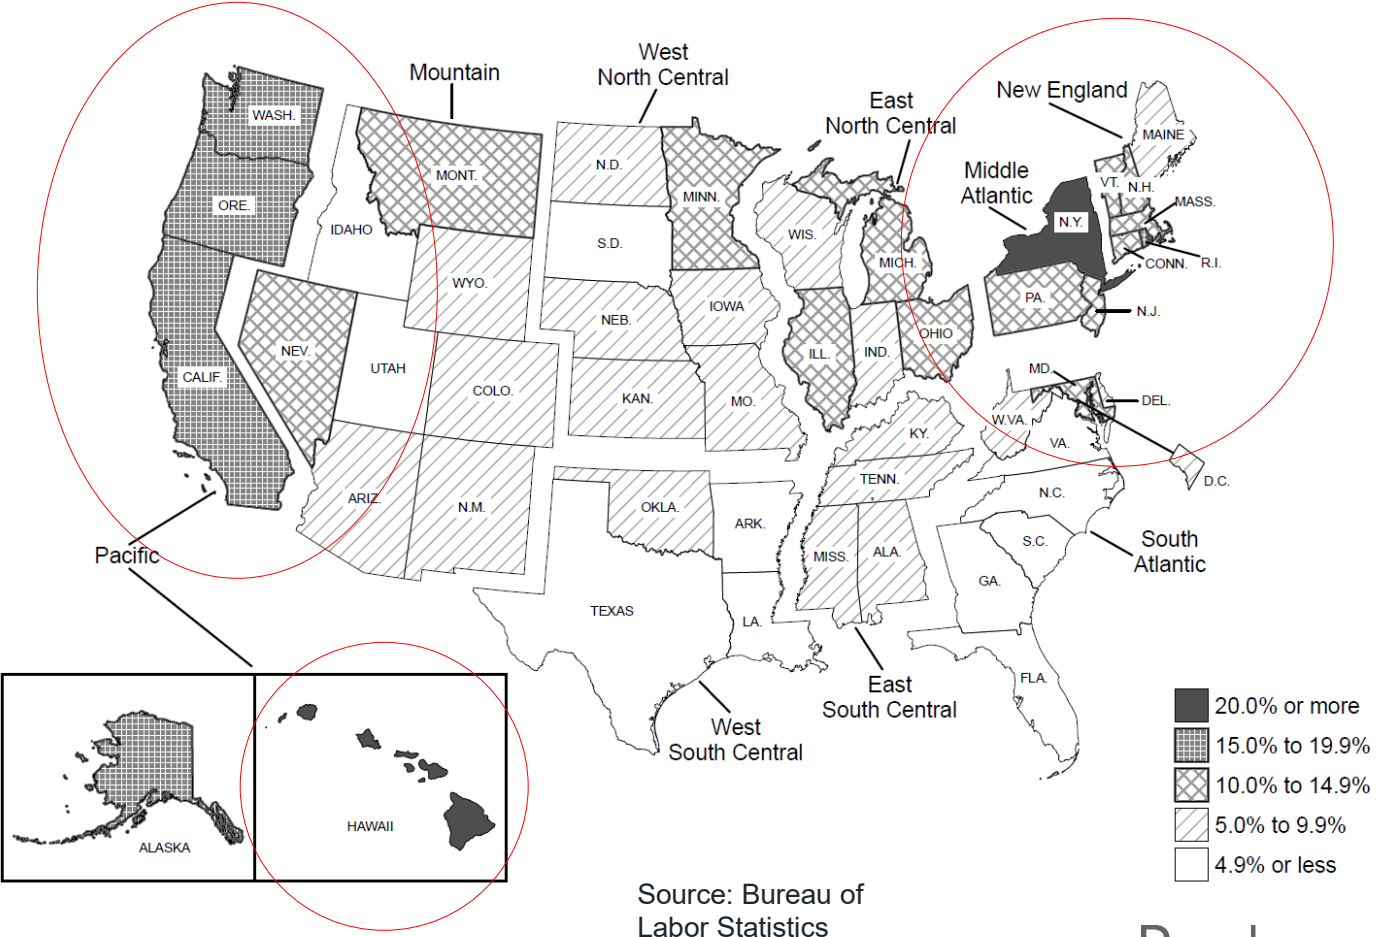 West
North Central
Mountain
East
North Central
New England
Middle
Atlantic
WASH.
ORE.
CALIF.
NEV.
IDAHO
MONT.
WYO.
UTAH
COLO.
ARIZ.
N.M.
N.D.
S.D.
NEB.
KAN.
MINN.
IOWA
MO.
WIS.
ILL.
MICH.
IND.
OHIO
KY.
TENN.
MISS.
ALA.
OKLA.
ARK.
TEXAS
LA.
MAINE
VT.
N.H.
MASS.
N.Y.
CONN.
R.I.
PA.
N.J.
MD.
DEL.
W.VA.
VA.
D.C.
N.C.
S.C.
GA.
FLA.
Pacific
South
Atlantic
East
South Central
West
South Central
ALASKA
HAWAII
20.0% or more
15.0% to 19.9%
10.0% to 14.9%
5.0% to 9.9%
4.9% or less
Source: Bureau of
Labor Statistics